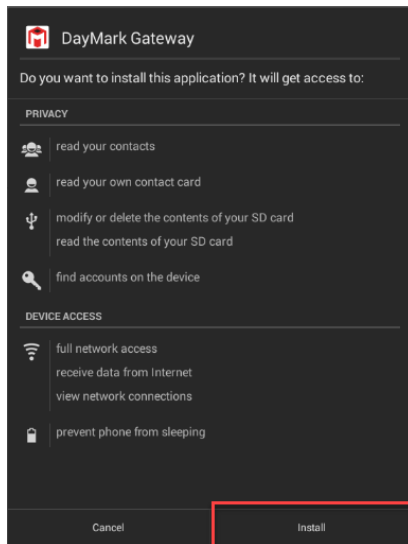 DayMark Gateway
Do you want to install this application? It will get access to:
PRIVACY
read your contacts
read your own contact card
modify or delete the contents of your SD card
read the contents of your SD card
find accounts on the device
DEVICE ACCESS
full network access
receive data from Internet
view network connections
prevent phone from sleeping
Cancel
Install